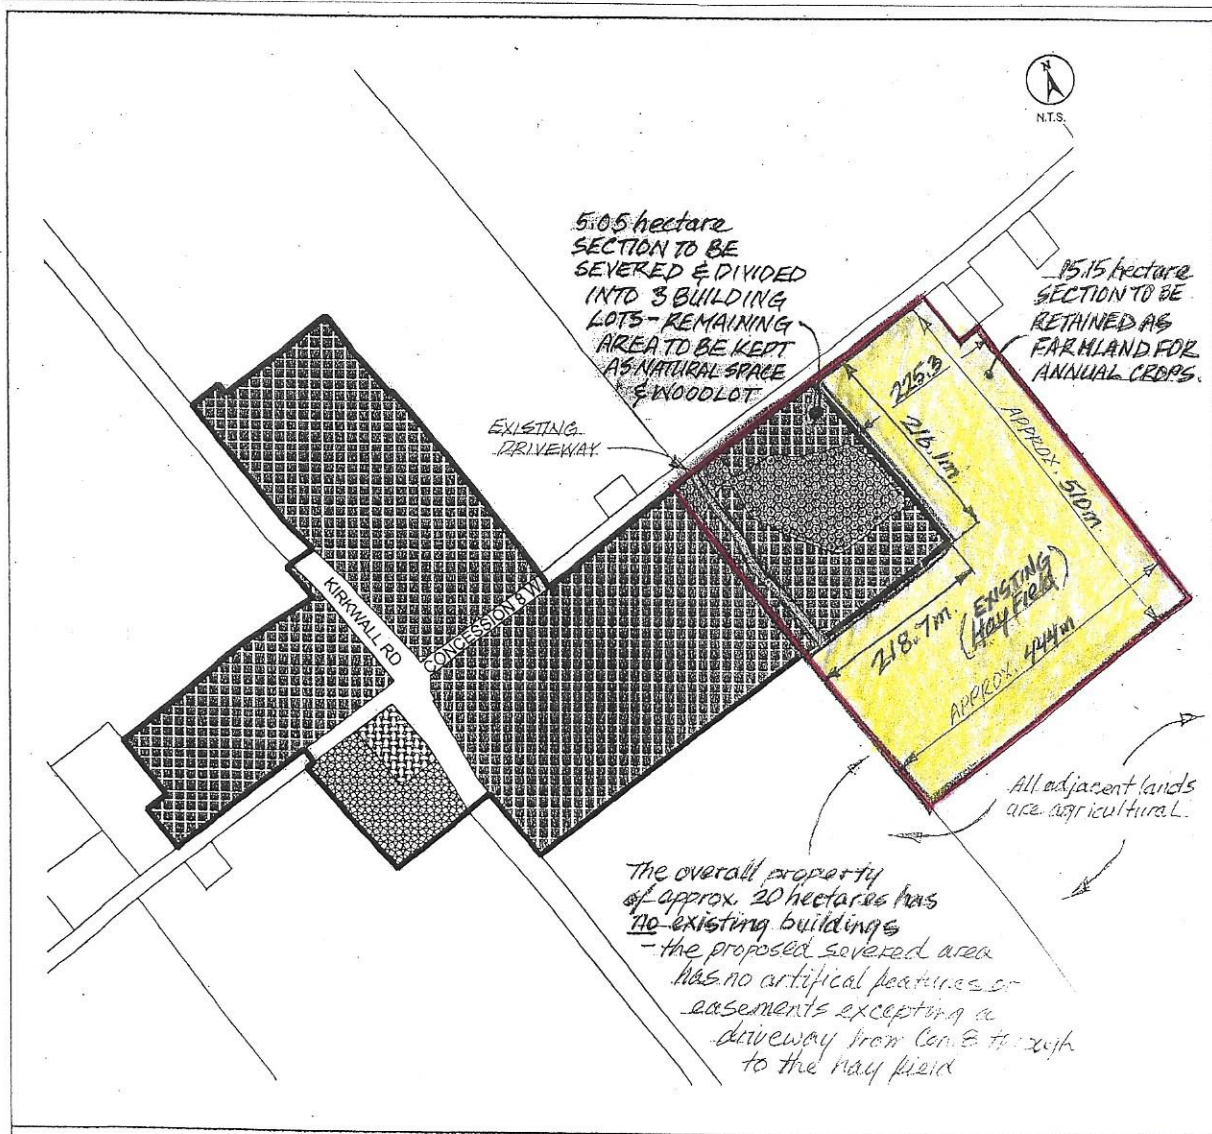 N
N.T.S.
5.05 hectare
SECTION TO BE
SEVERED & DIVIDED
INTO 3 BUILDING
LOTS - REMAINING
AREA TO BE KEPT
AS NATURAL SPACE
& WOODLOT
15.15 hectare
SECTION TO BE
RETAINED AS
FARMLAND FOR
ANNUAL CROPS.
EXISTING
DRIVEWAY
225.3
216.1m.
APPROX. 510m
218.7m.
(EXISTING
Hay Field)
APPROX. 444m
KIRKWALL RD
CONCESSION 8 W
All adjacent lands
are agricultural.
The overall property
of approx. 20 hectares has
no existing buildings
- the proposed severed area
has no artifical features or
easements excepting a
driveway from Con. 8 through
to the hay field